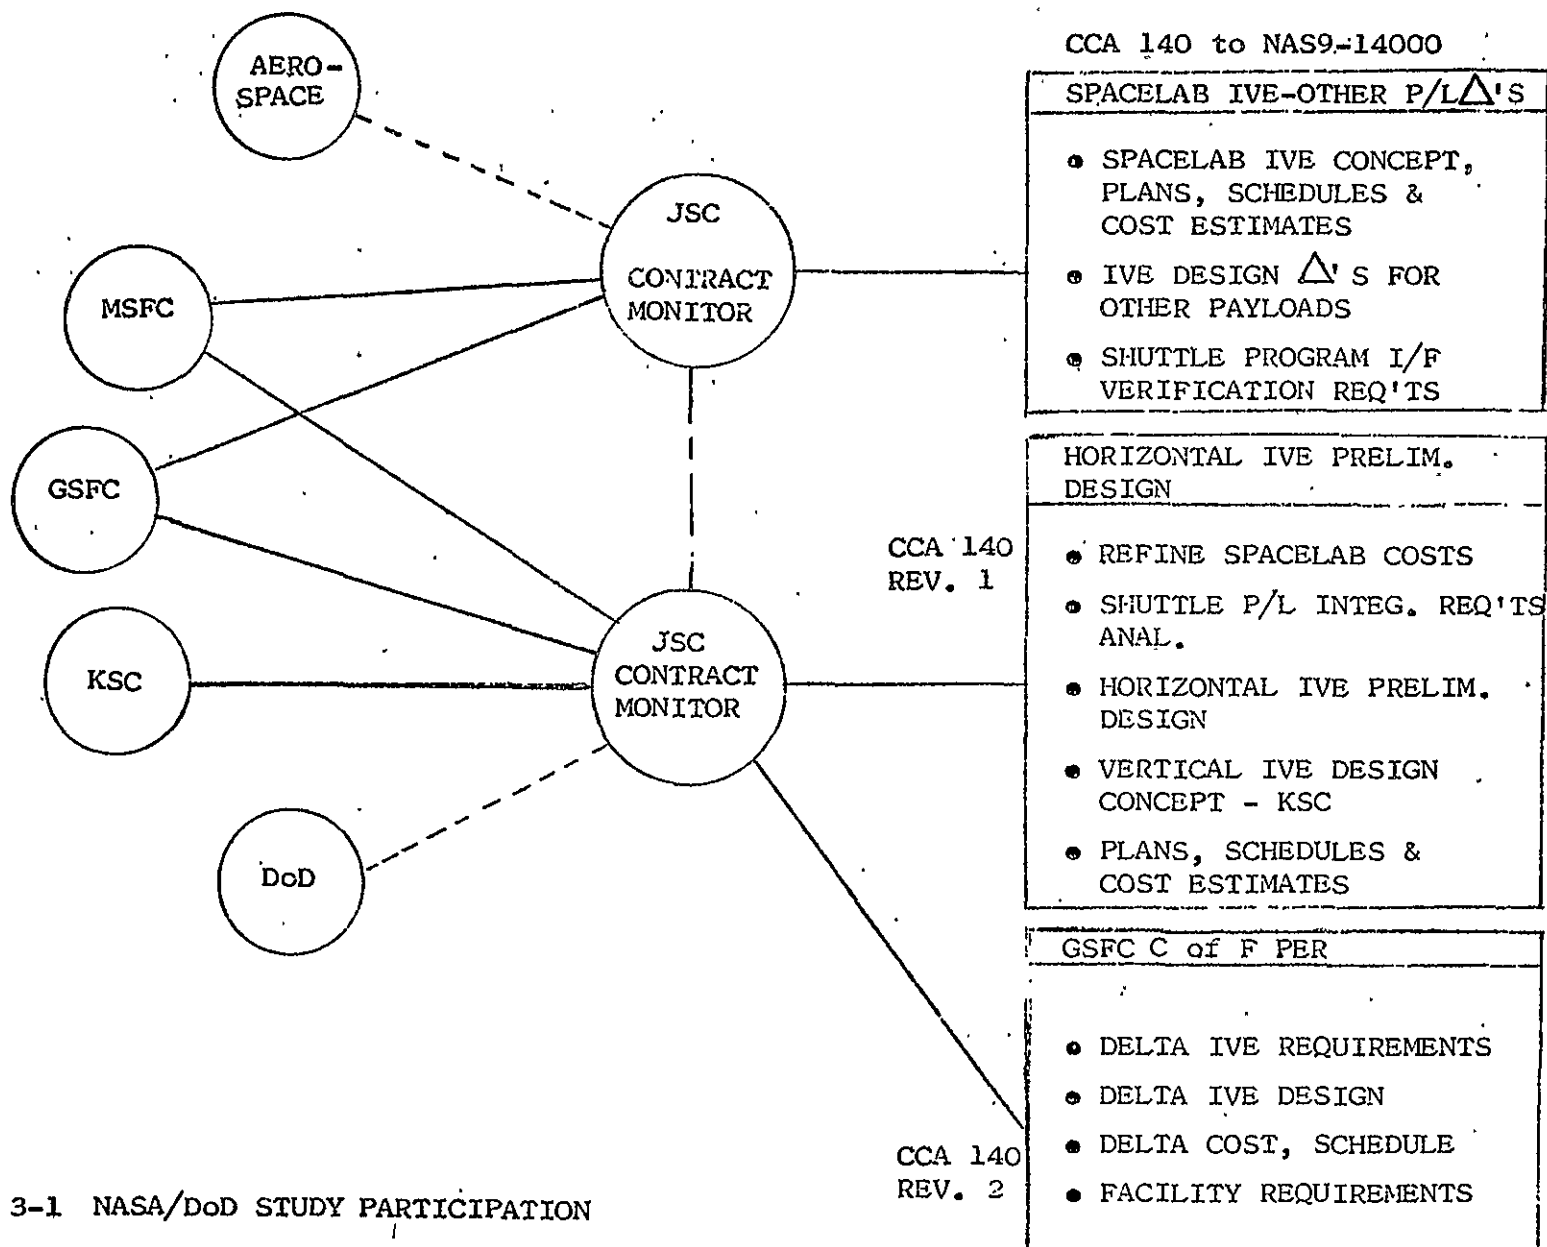 AERO-
SPACE
MSFC
GSFC
KSC
DoD
JSC
CONTRACT
MONITOR
JSC
CONTRACT
MONITOR
CCA 140 to NAS9-14000
SPACELAB IVE-OTHER P/L Δ'S
• SPACELAB IVE CONCEPT,
PLANS, SCHEDULES &
COST ESTIMATES
• IVE DESIGN Δ'S FOR
OTHER PAYLOADS
• SHUTTLE PROGRAM I/F
VERIFICATION REQ'TS
CCA 140
REV. 1
HORIZONTAL IVE PRELIM.
DESIGN
• REFINE SPACELAB COSTS
• SHUTTLE P/L INTEG. REQ'TS
ANAL.
• HORIZONTAL IVE PRELIM.
DESIGN
• VERTICAL IVE DESIGN
CONCEPT - KSC
• PLANS, SCHEDULES &
COST ESTIMATES
CCA 140
REV. 2
GSFC C of F PER
• DELTA IVE REQUIREMENTS
• DELTA IVE DESIGN
• DELTA COST, SCHEDULE
• FACILITY REQUIREMENTS
3-1 NASA/DoD STUDY PARTICIPATION